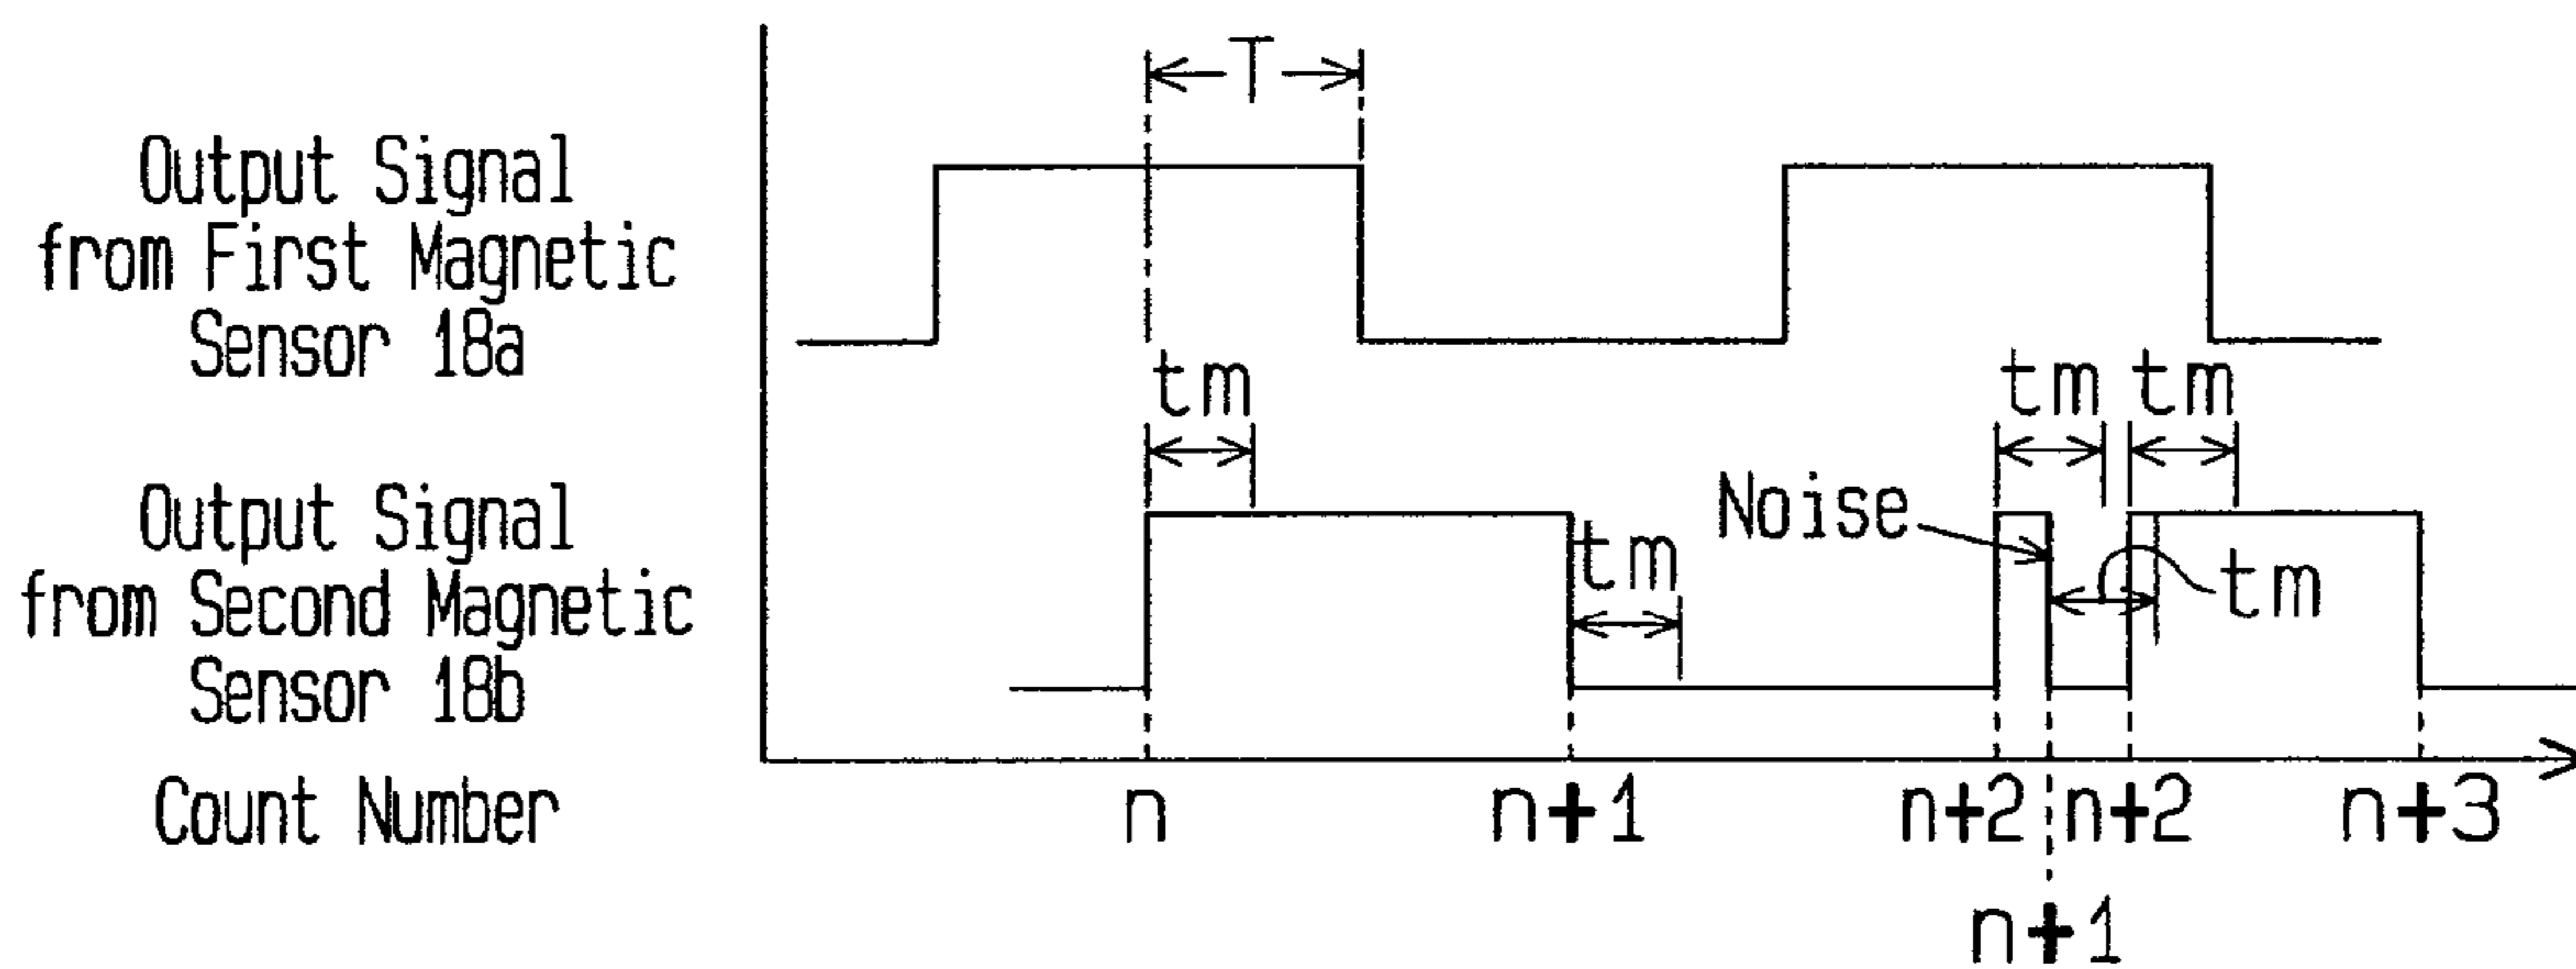 T
Output Signal
from First Magnetic
Sensor 18a
tm
tm
tm
Output Signal
from Second Magnetic
Sensor 18b
Noise
tm
tm
Count Number
n
n+1
n+2
n+2
n+3
n+1